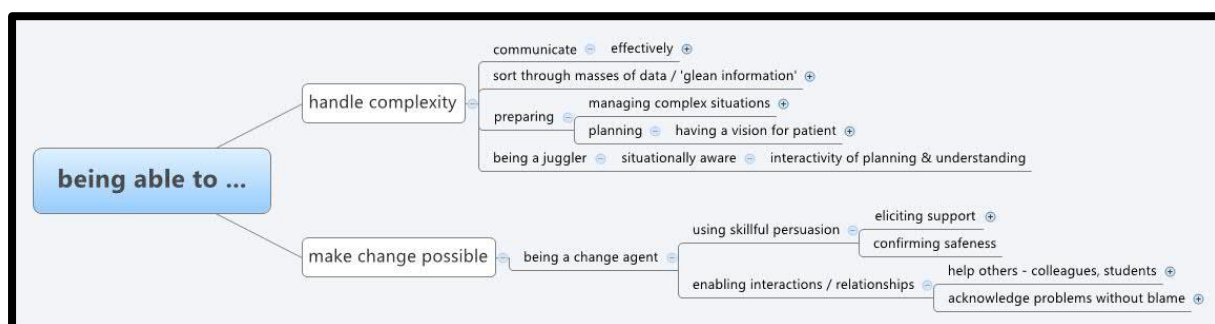 being able to ...
handle complexity
communicate
effectively
sort through masses of data / 'glean information'
preparing
managing complex situations
planning
having a vision for patient
being a juggler
situationally aware
interactivity of planning & understanding
make change possible
being a change agent
using skillful persuasion
eliciting support
confirming safeness
enabling interactions / relationships
help others - colleagues, students
acknowledge problems without blame